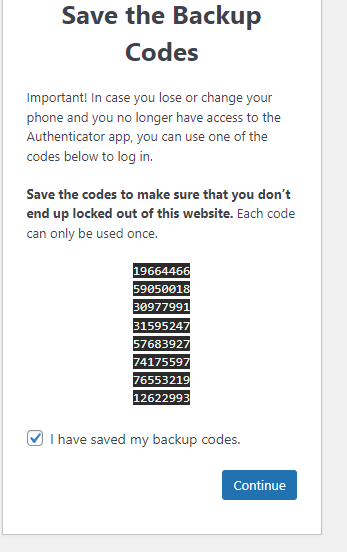 Save the Backup
Codes
Important! In case you lose or change your
phone and you no longer have access to the
Authenticator app, you can use one of the
codes below to log in.
Save the codes to make sure that you don’t
end up locked out of this website. Each code
can only be used once.
19664466
59050018
30977991
31595247
57683927
74175597
76553219
12622993
I have saved my backup codes.
Continue